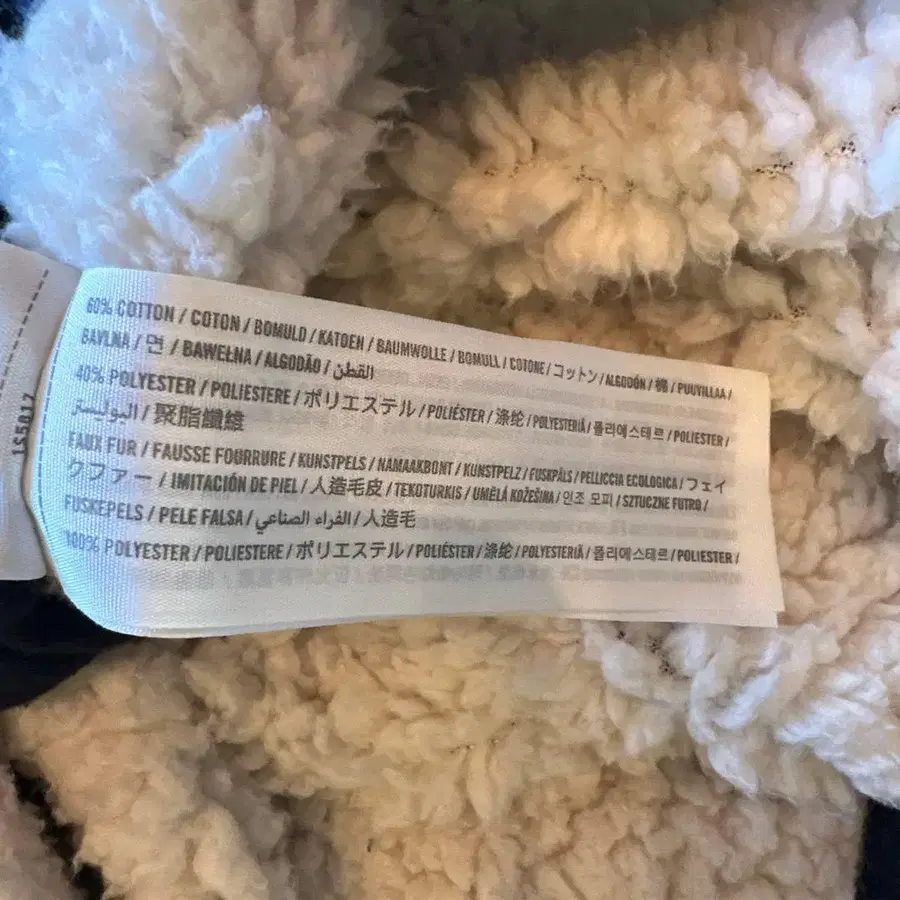 60% COTTON / COTON / BOMULD / KATOEN / BAUMWOLLE / BOMULL / COTONE / コットン / ALGODÓN / 棉 / PUUVILLAA /
BAVLNA / 면 / BAWEŁNA / ALGODÃO / القطن
40% POLYESTER / POLIESTERE / ポリエステル / POLIÉSTER / 涤纶 / POLYESTERIÄ / 폴리에스테르 / POLIESTER /
البوليستر / 聚脂纖維
FAUX FUR / FAUSSE FOURRURE / KUNSTPELS / NAMAAKBONT / KUNSTPELZ / FUSKPÄLS / PELLICCIA ECOLOGICA / フェイ
クファー / IMITACIÓN DE PIEL / 人造毛皮 / TEKOTURKIS / UMĚLÁ KOŽEŠINA / 인조 모피 / SZTUCZNE FUTRO /
FUSKEPELS / PELE FALSA / الفراء الصناعي / 人造毛
100% POLYESTER / POLIESTERE / ポリエステル / POLIÉSTER / 涤纶 / POLYESTERIÄ / 폴리에스테르 / POLIESTER /